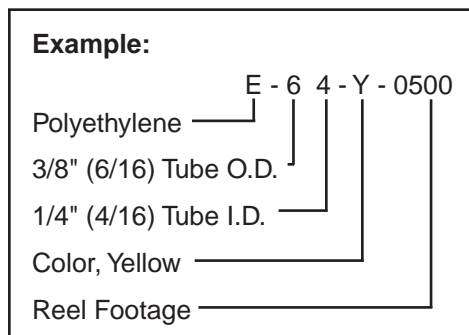 Example:
E - 6 4 - Y - 0500
Polyethylene
3/8" (6/16) Tube O.D.
1/4" (4/16) Tube I.D.
Color, Yellow
Reel Footage